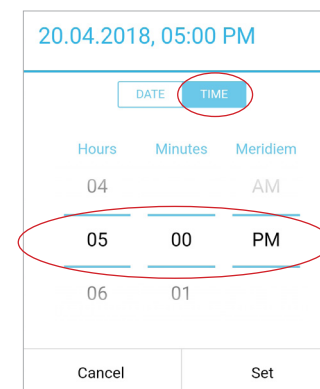 20.04.2018, 05:00 PM
DATE TIME
Hours Minutes Meridiem
04 AM
05 00 PM
06 01
Cancel Set